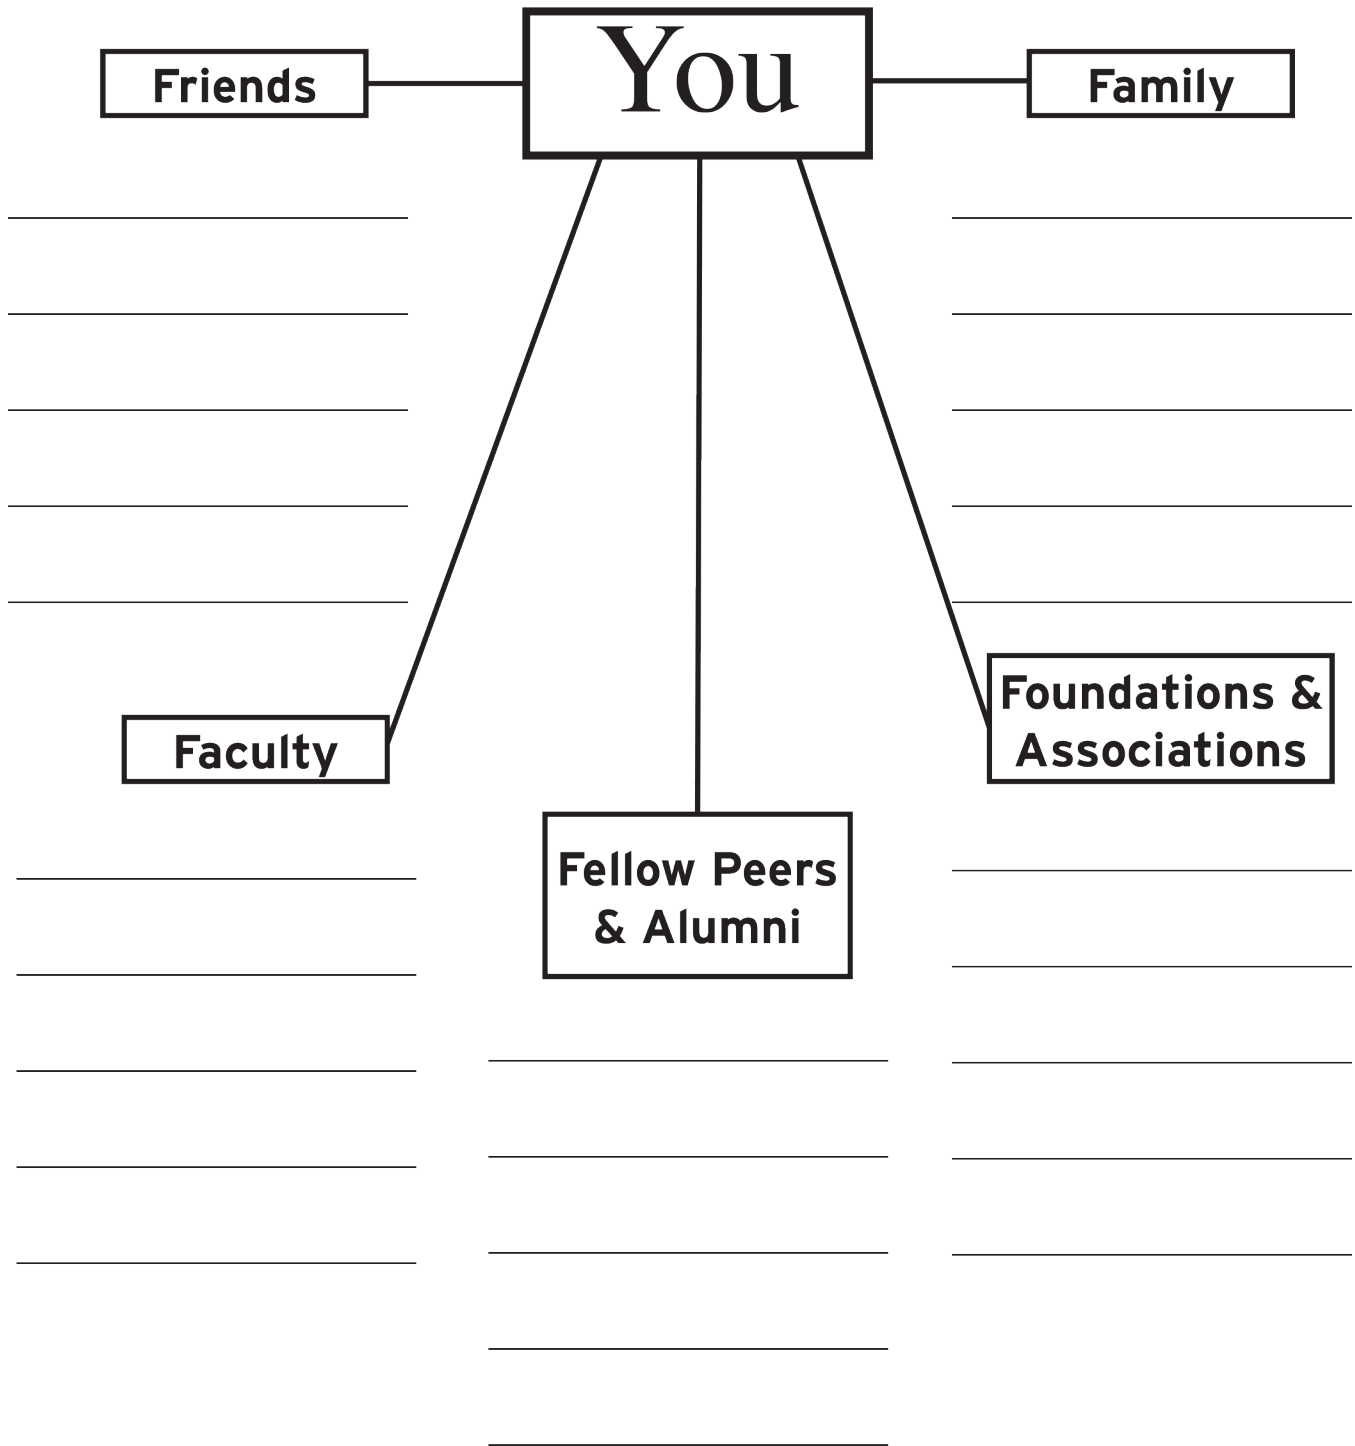 You
Friends
Family
Faculty
Foundations &
Associations
Fellow Peers
& Alumni